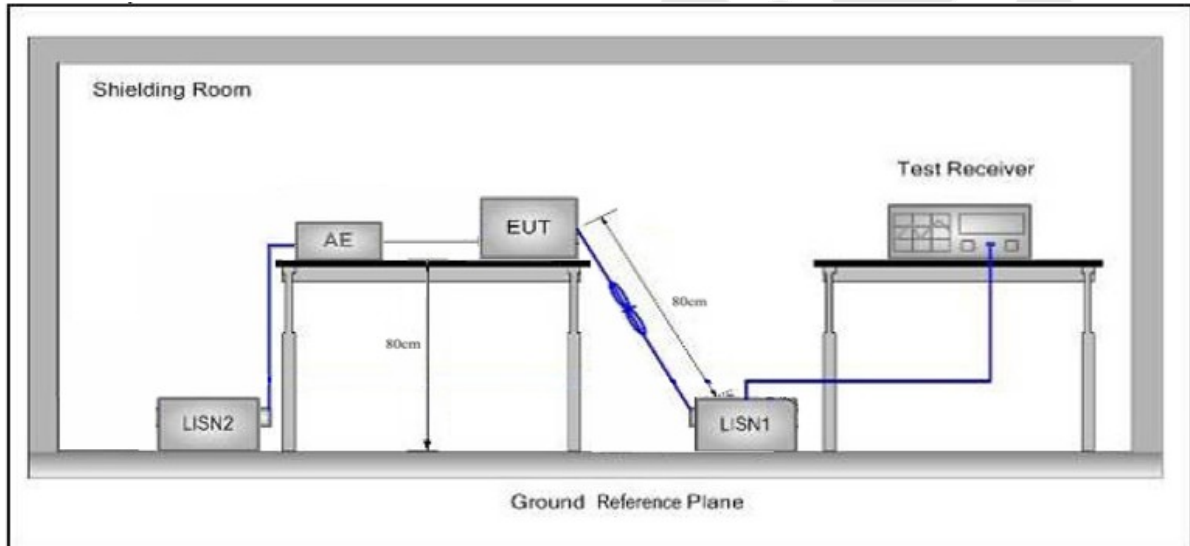 Shielding Room
Test Receiver
EUT
AE
80cm
80cm
LISN2
LISN1
Ground Reference Plane